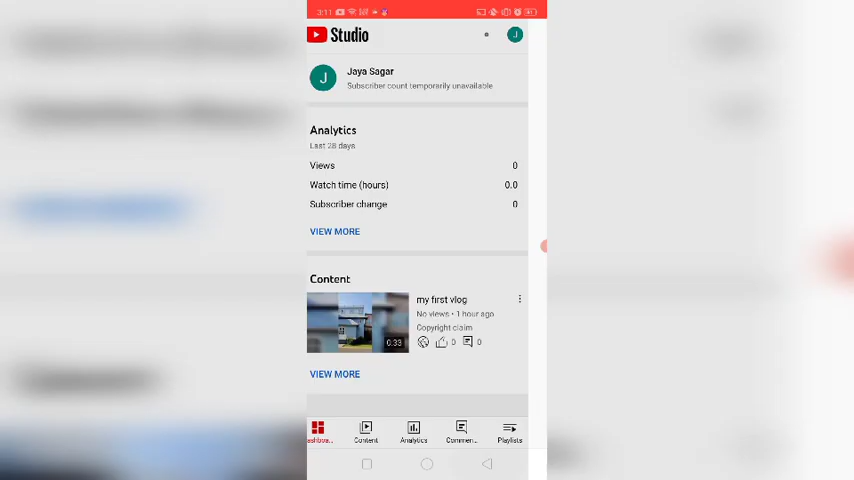 3:11
Studio
J
J
Jaya Sagar
Subscriber count temporarily unavailable
Analytics
Last 28 days
Views 0
Watch time (hours) 0.0
Subscriber change 0
VIEW MORE
Content
my first vlog
No views • 1 hour ago
Copyright claim
0 0
0:33
VIEW MORE
ashboa... Content Analytics Commen... Playlists